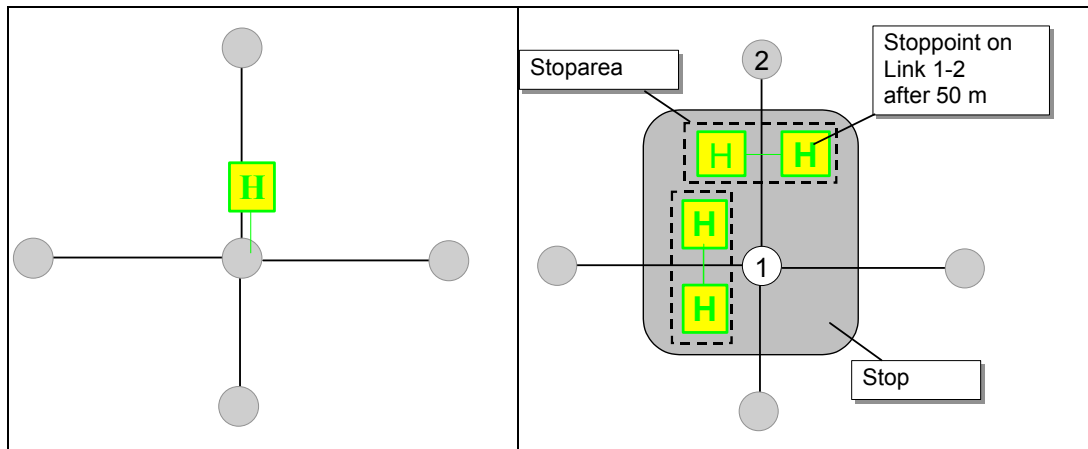 H
Stoparea
2
Stoppoint on
Link 1-2
after 50 m
H H
H
1
H
Stop